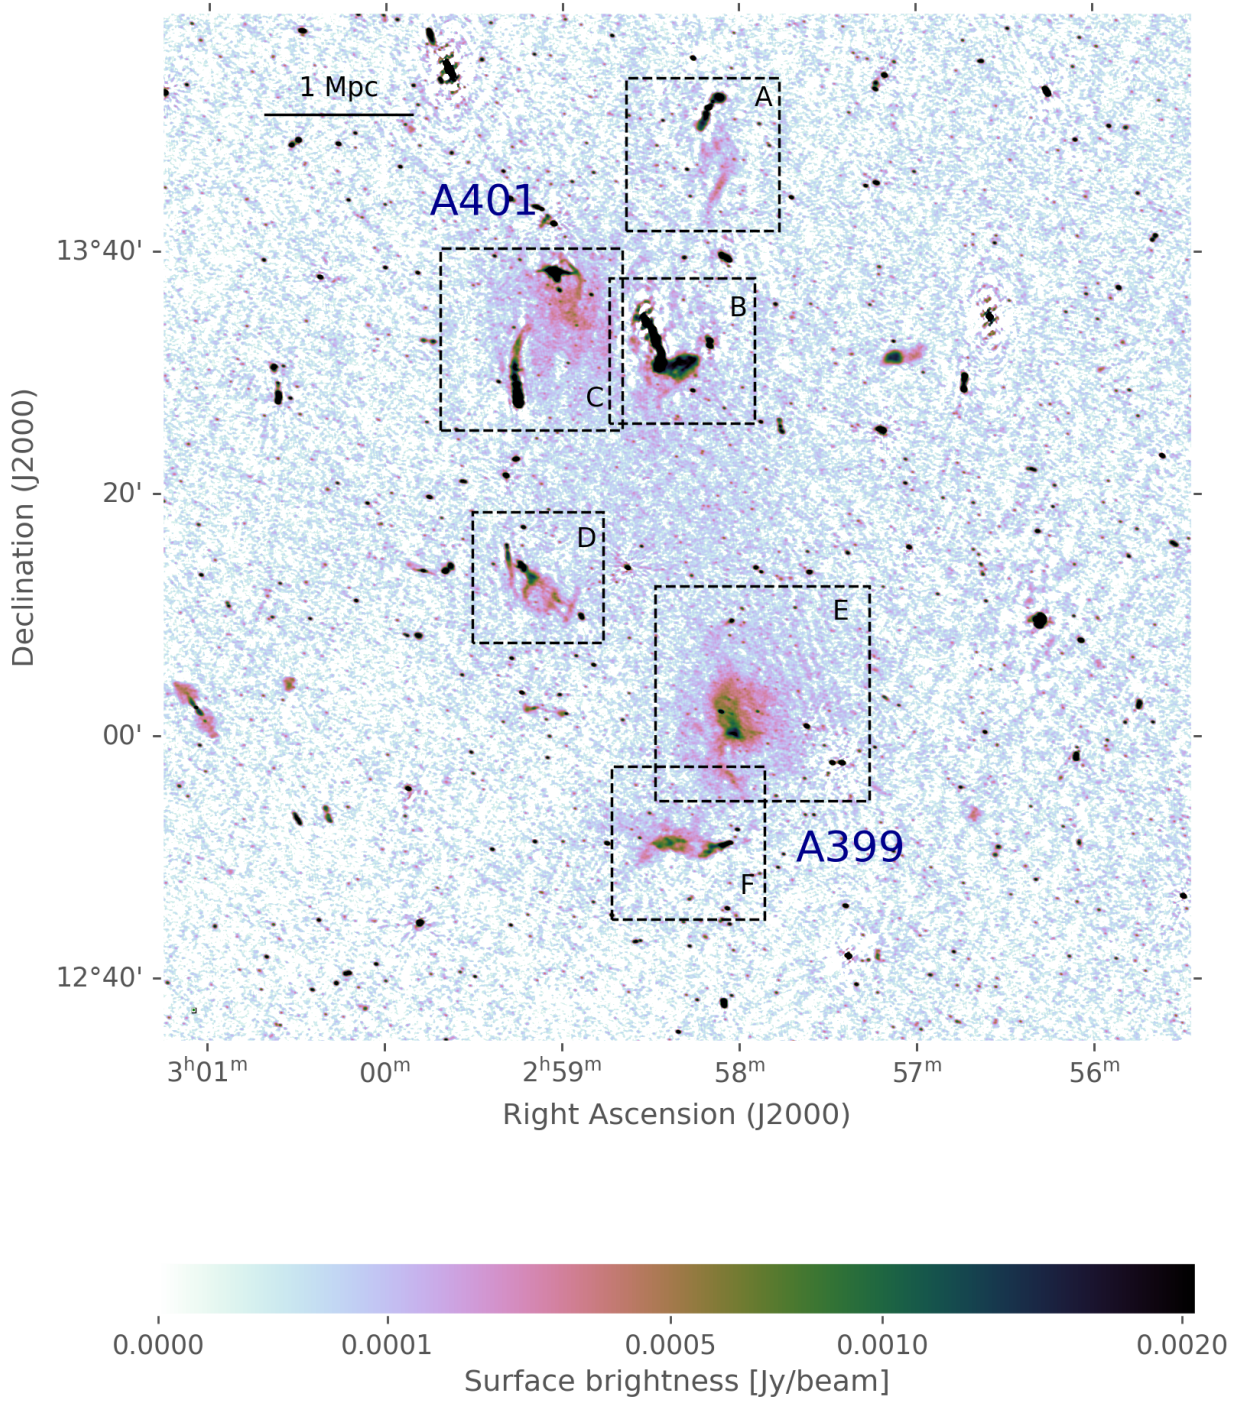 1 Mpc
A
A401
13°40'
B
C
20'
D
E
00'
A399
F
12°40'
Declination (J2000)
3ʰ01ᵐ 00ᵐ 2ʰ59ᵐ 58ᵐ 57ᵐ 56ᵐ
Right Ascension (J2000)
0.0000 0.0001 0.0005 0.0010 0.0020
Surface brightness [Jy/beam]